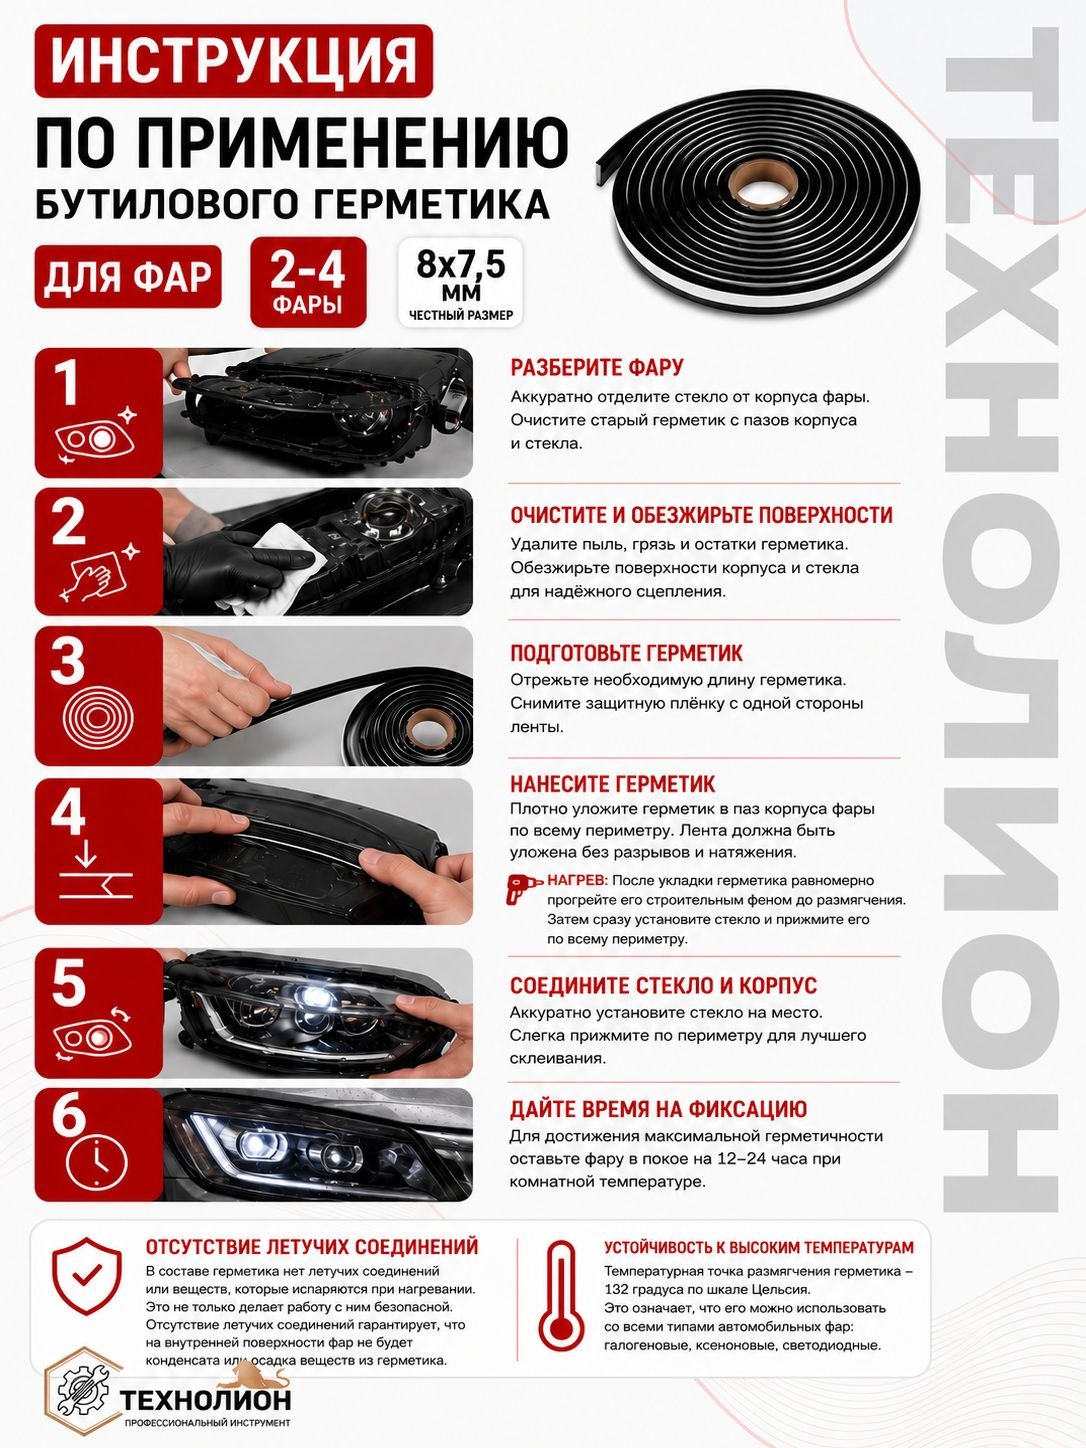 ИНСТРУКЦИЯ
ПО ПРИМЕНЕНИЮ
БУТИЛОВОГО ГЕРМЕТИКА
ДЛЯ ФАР
2-4
ФАРЫ
8х7,5
ММ
ЧЕСТНЫЙ РАЗМЕР
ТЕХНОЛИОН
1
РАЗБЕРИТЕ ФАРУ
Аккуратно отделите стекло от корпуса фары.
Очистите старый герметик с пазов корпуса
и стекла.
2
ОЧИСТИТЕ И ОБЕЗЖИРЬТЕ ПОВЕРХНОСТИ
Удалите пыль, грязь и остатки герметика.
Обезжирьте поверхности корпуса и стекла
для надёжного сцепления.
3
ПОДГОТОВЬТЕ ГЕРМЕТИК
Отрежьте необходимую длину герметика.
Снимите защитную плёнку с одной стороны
ленты.
4
НАНЕСИТЕ ГЕРМЕТИК
Плотно уложите герметик в паз корпуса фары
по всему периметру. Лента должна быть
уложена без разрывов и натяжения.
НАГРЕВ: После укладки герметика равномерно
прогрейте его строительным феном до размягчения.
Затем сразу установите стекло и прижмите его
по всему периметру.
5
СОЕДИНИТЕ СТЕКЛО И КОРПУС
Аккуратно установите стекло на место.
Слегка прижмите по периметру для лучшего
склеивания.
6
ДАЙТЕ ВРЕМЯ НА ФИКСАЦИЮ
Для достижения максимальной герметичности
оставьте фару в покое на 12–24 часа при
комнатной температуре.
ОТСУТСТВИЕ ЛЕТУЧИХ СОЕДИНЕНИЙ
В составе герметика нет летучих соединений
или веществ, которые испаряются при нагревании.
Это не только делает работу с ним безопасной.
Отсутствие летучих соединений гарантирует, что
на внутренней поверхности фар не будет
конденсата или осадка веществ из герметика.
УСТОЙЧИВОСТЬ К ВЫСОКИМ ТЕМПЕРАТУРАМ
Температурная точка размягчения герметика –
132 градуса по шкале Цельсия.
Это означает, что его можно использовать
со всеми типами автомобильных фар:
галогеновые, ксеноновые, светодиодные.
ТЕХНОЛИОН
ПРОФЕССИОНАЛЬНЫЙ ИНСТРУМЕНТ